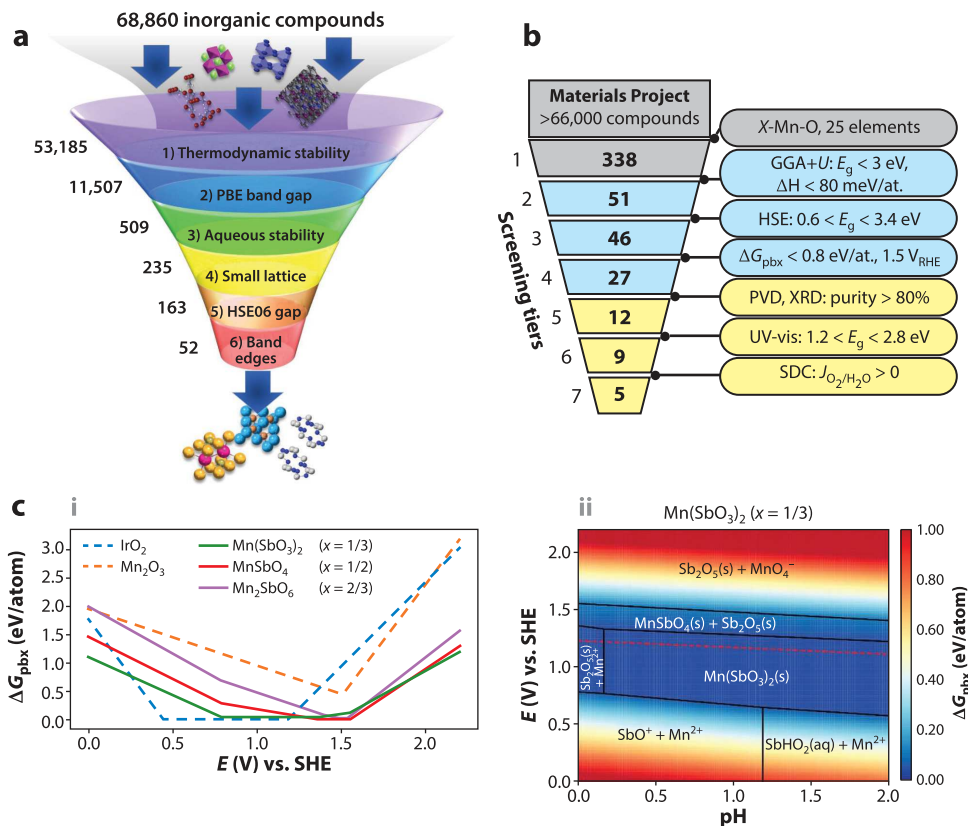 a
68,860 inorganic compounds
53,185
1) Thermodynamic stability
11,507
2) PBE band gap
509
3) Aqueous stability
235
4) Small lattice
163
5) HSE06 gap
52
6) Band
edges
b
Materials Project
>66,000 compounds
X-Mn-O, 25 elements
1
338
GGA+U: Eg < 3 eV,
ΔH < 80 meV/at.
2
51
HSE: 0.6 < Eg < 3.4 eV
3
46
ΔGpbx < 0.8 eV/at., 1.5 VRHE
4
27
PVD, XRD: purity > 80%
5
12
UV-vis: 1.2 < Eg < 2.8 eV
6
9
SDC: JO2/H2O > 0
7
5
Screening tiers
c
i
IrO2
Mn2O3
Mn(SbO3)2 (x = 1/3)
MnSbO4 (x = 1/2)
Mn2SbO6 (x = 2/3)
ΔGpbx (eV/atom)
3.0
2.5
2.0
1.5
1.0
0.5
0.0
0.0
0.5
1.0
1.5
2.0
E (V) vs. SHE
ii
Mn(SbO3)2 (x = 1/3)
E (V) vs. SHE
2.0
1.5
1.0
0.5
0.0
Sb2O5(s) + MnO4−
MnSbO4(s) + Sb2O5(s)
Sb2O5(s)
+ Mn2+
Mn(SbO3)2(s)
SbO+ + Mn2+
SbHO2(aq) + Mn2+
0.0
0.5
1.0
1.5
2.0
pH
1.00
0.80
0.60
0.40
0.20
0.00
ΔGpbx (eV/atom)